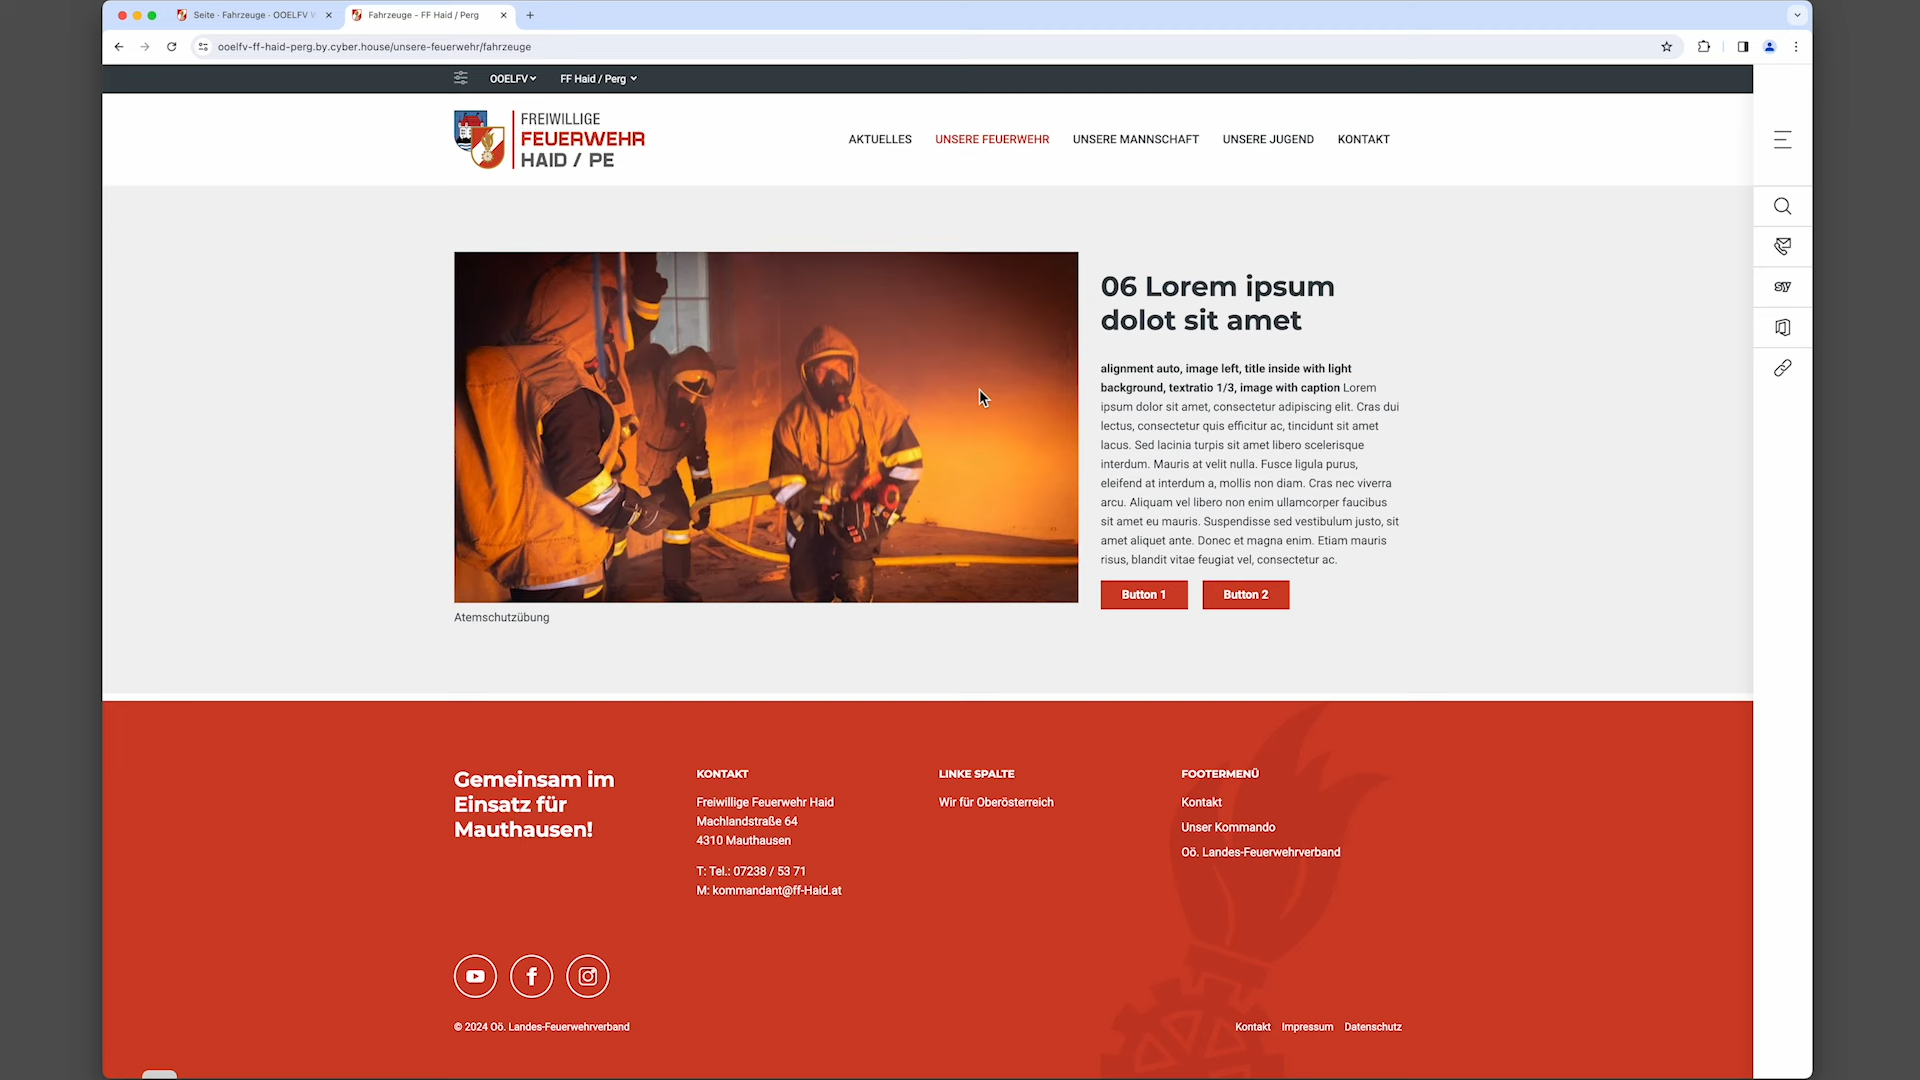 Seite · Fahrzeuge · OOELFV
Fahrzeuge - FF Haid / Perg
ooelfv-ff-haid-perg.by.cyber.house/unsere-feuerwehr/fahrzeuge
OOELFV
FF Haid / Perg
FREIWILLIGE
FEUERWEHR
HAID / PE
AKTUELLES
UNSERE FEUERWEHR
UNSERE MANNSCHAFT
UNSERE JUGEND
KONTAKT
sy
06 Lorem ipsum
dolot sit amet
alignment auto, image left, title inside with light
background, textratio 1/3, image with caption Lorem
ipsum dolor sit amet, consectetur adipiscing elit. Cras dui
lectus, consectetur quis efficitur ac, tincidunt sit amet
lacus. Sed lacinia turpis sit amet libero scelerisque
interdum. Mauris at velit nulla. Fusce ligula purus,
eleifend at interdum a, mollis non diam. Cras nec viverra
arcu. Aliquam vel libero non enim ullamcorper faucibus
sit amet eu mauris. Suspendisse sed vestibulum justo, sit
amet aliquet ante. Donec et magna enim. Etiam mauris
risus, blandit vitae feugiat vel, consectetur ac.
Button 1
Button 2
Atemschutzübung
Gemeinsam im
Einsatz für
Mauthausen!
KONTAKT
Freiwillige Feuerwehr Haid
Machlandstraße 64
4310 Mauthausen
T: Tel.: 07238 / 53 71
M: kommandant@ff-Haid.at
LINKE SPALTE
Wir für Oberösterreich
FOOTERMENÜ
Kontakt
Unser Kommando
Oö. Landes-Feuerwehrverband
© 2024 Oö. Landes-Feuerwehrverband
Kontakt
Impressum
Datenschutz